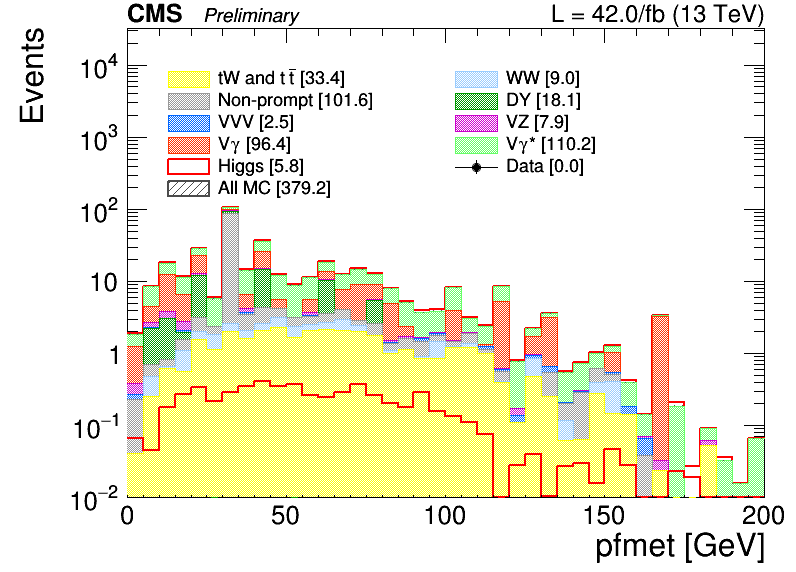 CMS Preliminary L = 42.0/fb (13 TeV)
Events
10⁴
10³
10²
10
1
10⁻¹
10⁻²
tW and t t̅ [33.4]
Non-prompt [101.6]
VVV [2.5]
Vγ [96.4]
Higgs [5.8]
All MC [379.2]
WW [9.0]
DY [18.1]
VZ [7.9]
Vγ* [110.2]
Data [0.0]
0 50 100 150 200
pfmet [GeV]